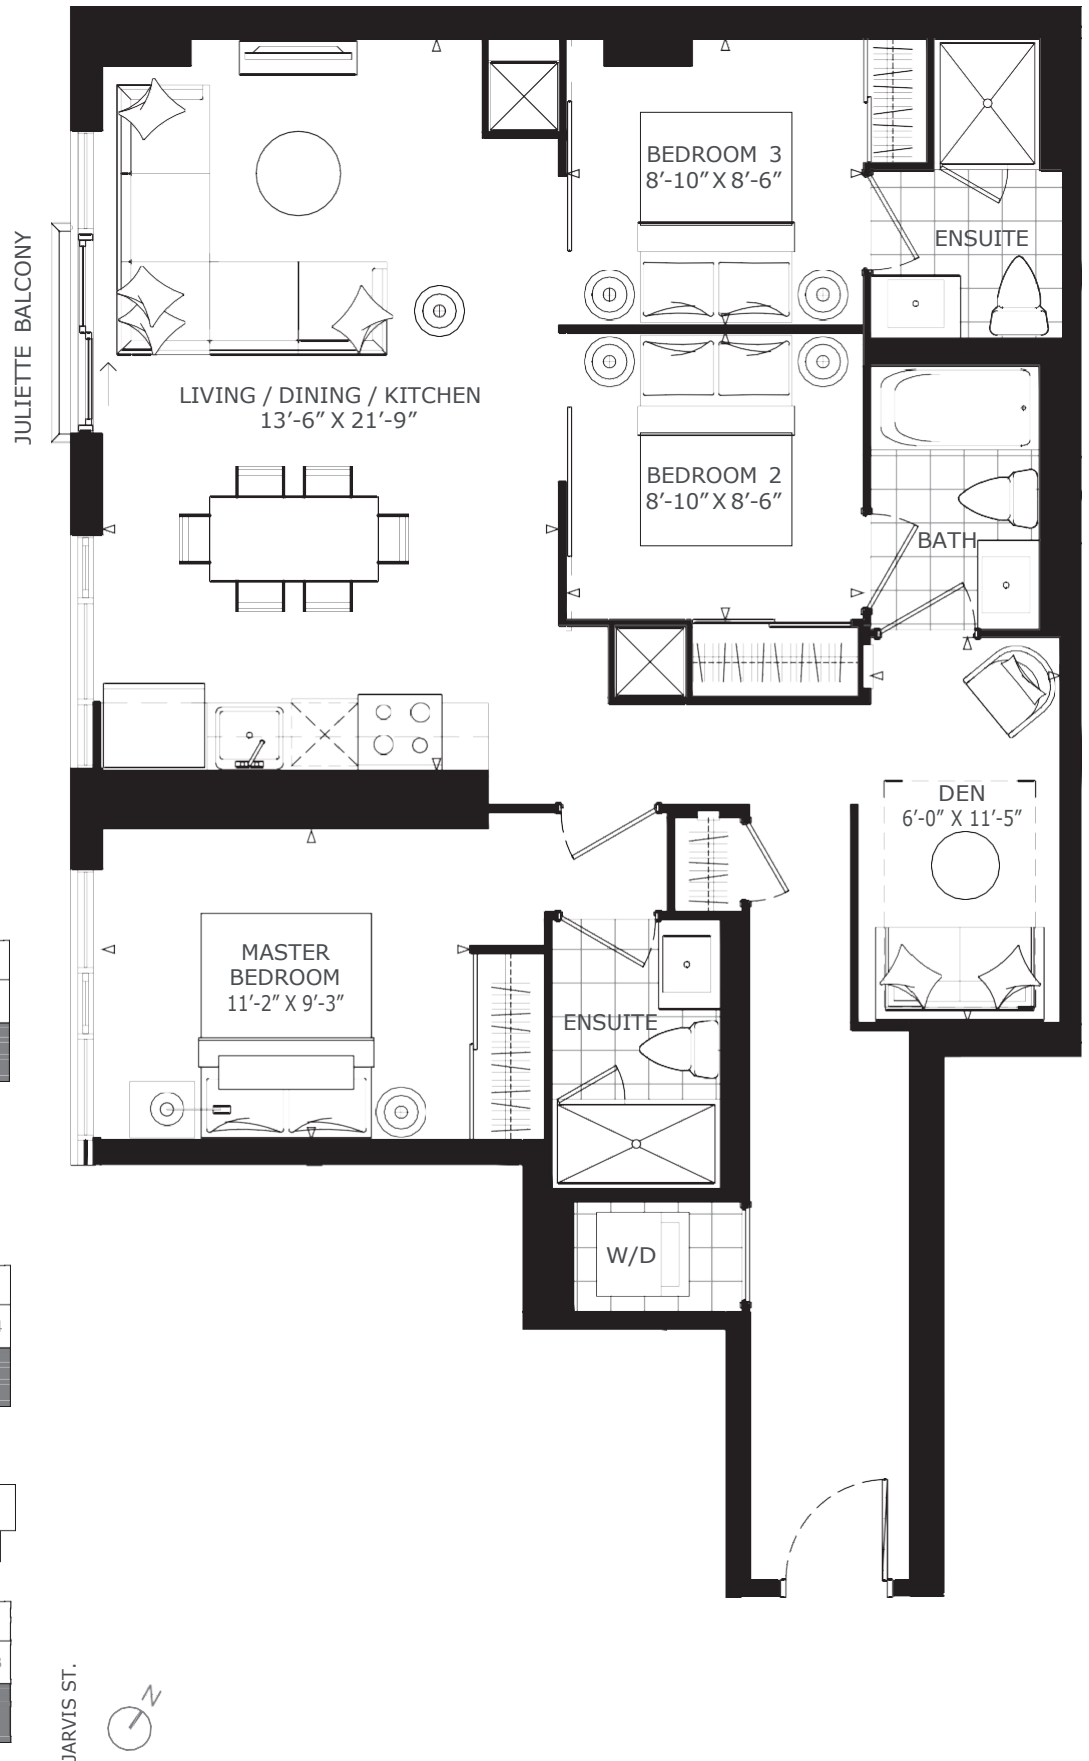 BEDROOM 3
8'-10" X 8'-6"
ENSUITE
JULIETTE BALCONY
LIVING / DINING / KITCHEN
13'-6" X 21'-9"
BEDROOM 2
8'-10" X 8'-6"
BATH
DEN
6'-0" X 11'-5"
MASTER
BEDROOM
11'-2" X 9'-3"
ENSUITE
W/D
JARVIS ST.
N